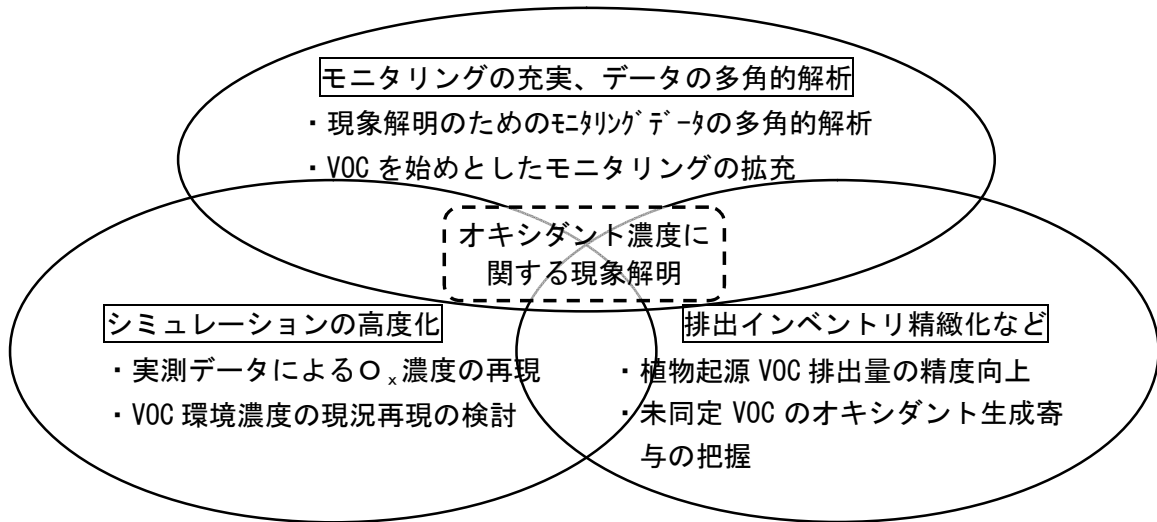 モニタリングの充実、データの多角的解析
・現象解明のためのﾓﾆﾀﾘﾝｸﾞﾃﾞｰﾀの多角的解析
・VOC を始めとしたモニタリングの拡充
オキシダント濃度に
関する現象解明
シミュレーションの高度化
・実測データによるＯx濃度の再現
・VOC 環境濃度の現況再現の検討
排出インベントリ精緻化など
・植物起源 VOC 排出量の精度向上
・未同定 VOC のオキシダント生成寄
与の把握